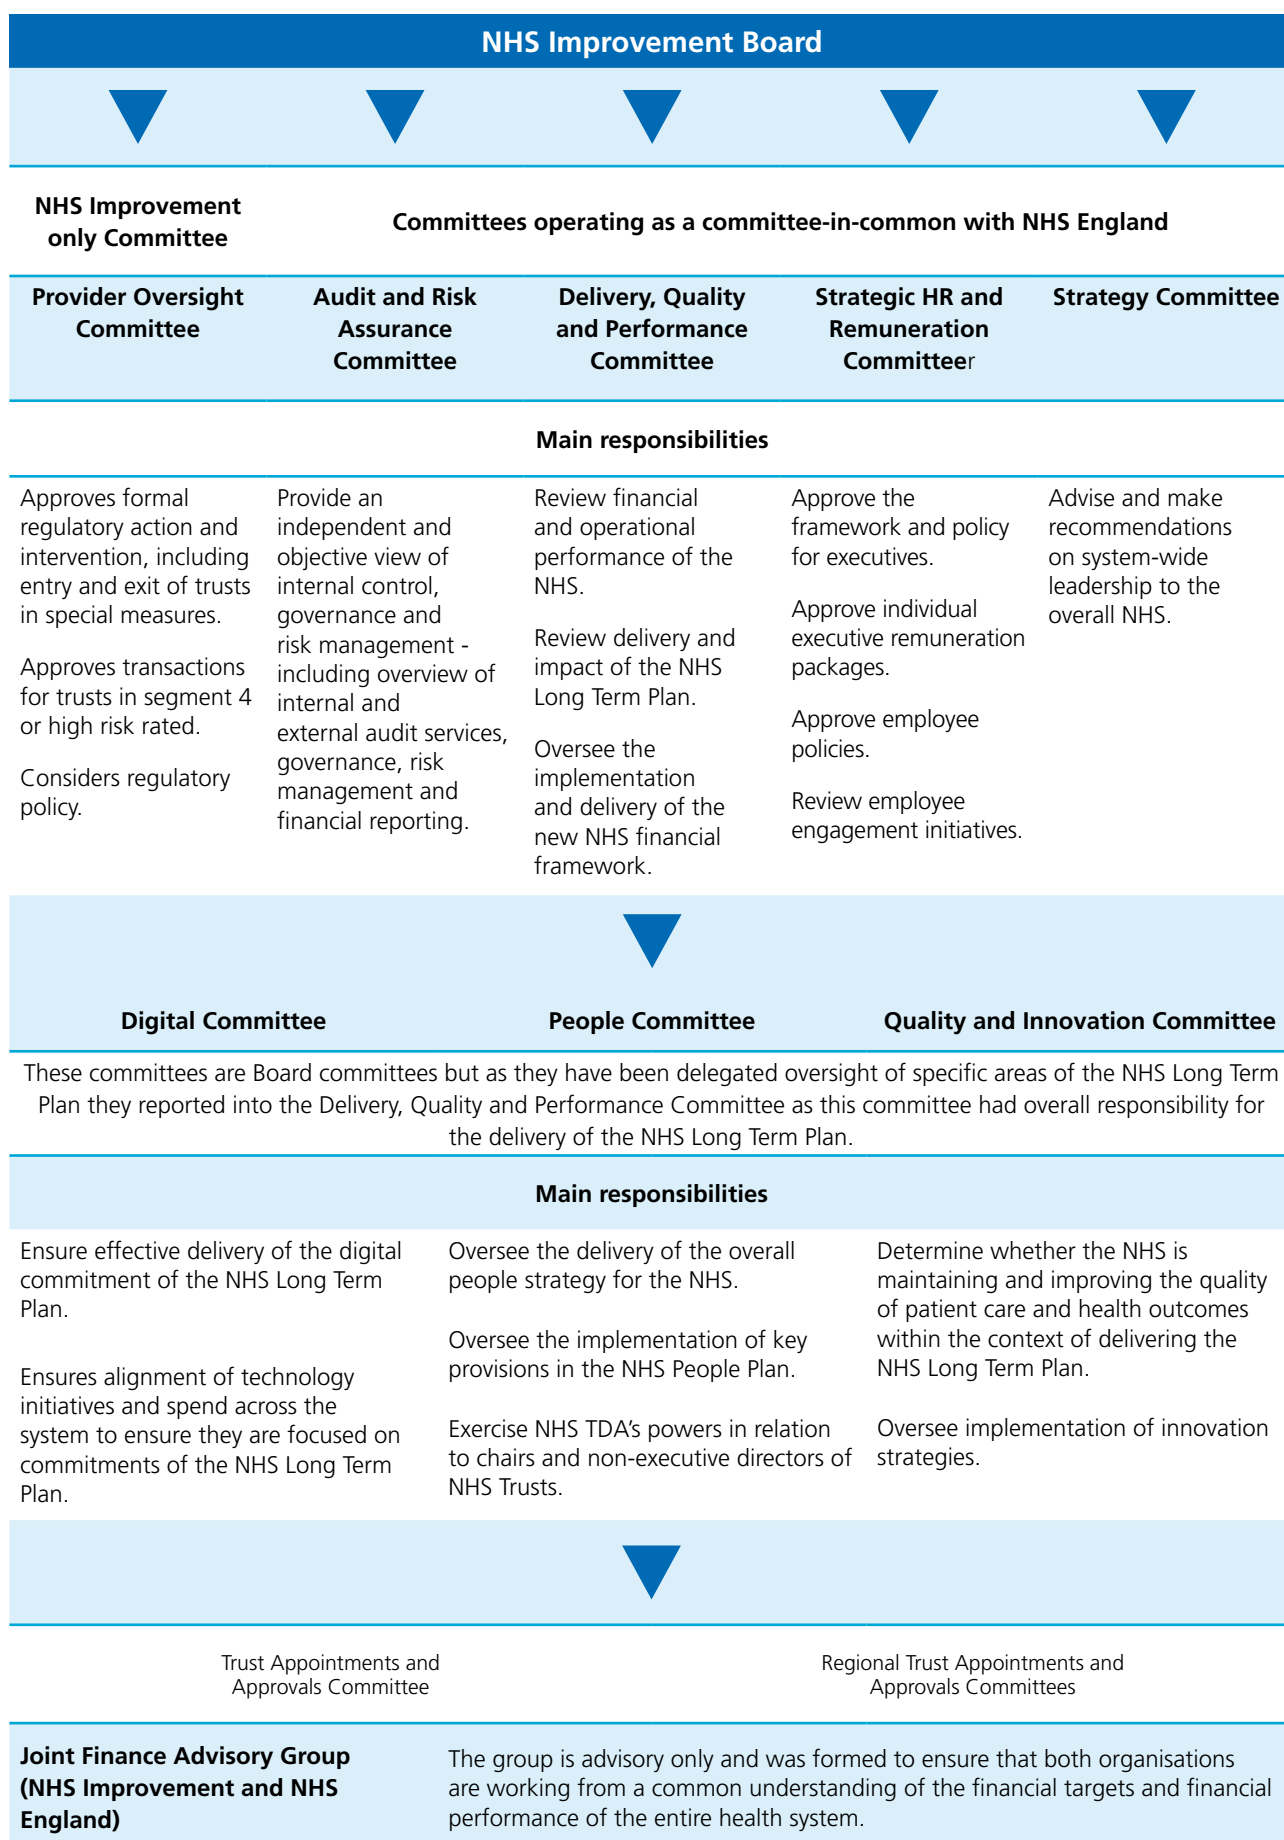 NHS Improvement Board
NHS Improvement
only Committee
Committees operating as a committee-in-common with NHS England
Provider Oversight
Committee
Audit and Risk
Assurance
Committee
Delivery, Quality
and Performance
Committee
Strategic HR and
Remuneration
Committeer
Strategy Committee
Main responsibilities
Approves formal
regulatory action and
intervention, including
entry and exit of trusts
in special measures.
Approves transactions
for trusts in segment 4
or high risk rated.
Considers regulatory
policy.
Provide an
independent and
objective view of
internal control,
governance and
risk management -
including overview of
internal and
external audit services,
governance, risk
management and
financial reporting.
Review financial
and operational
performance of the
NHS.
Review delivery and
impact of the NHS
Long Term Plan.
Oversee the
implementation
and delivery of the
new NHS financial
framework.
Approve the
framework and policy
for executives.
Approve individual
executive remuneration
packages.
Approve employee
policies.
Review employee
engagement initiatives.
Advise and make
recommendations
on system-wide
leadership to the
overall NHS.
Digital Committee
People Committee
Quality and Innovation Committee
These committees are Board committees but as they have been delegated oversight of specific areas of the NHS Long Term
Plan they reported into the Delivery, Quality and Performance Committee as this committee had overall responsibility for
the delivery of the NHS Long Term Plan.
Main responsibilities
Ensure effective delivery of the digital
commitment of the NHS Long Term
Plan.
Ensures alignment of technology
initiatives and spend across the
system to ensure they are focused on
commitments of the NHS Long Term
Plan.
Oversee the delivery of the overall
people strategy for the NHS.
Oversee the implementation of key
provisions in the NHS People Plan.
Exercise NHS TDA’s powers in relation
to chairs and non-executive directors of
NHS Trusts.
Determine whether the NHS is
maintaining and improving the quality
of patient care and health outcomes
within the context of delivering the
NHS Long Term Plan.
Oversee implementation of innovation
strategies.
Trust Appointments and
Approvals Committee
Regional Trust Appointments and
Approvals Committees
Joint Finance Advisory Group
(NHS Improvement and NHS
England)
The group is advisory only and was formed to ensure that both organisations
are working from a common understanding of the financial targets and financial
performance of the entire health system.